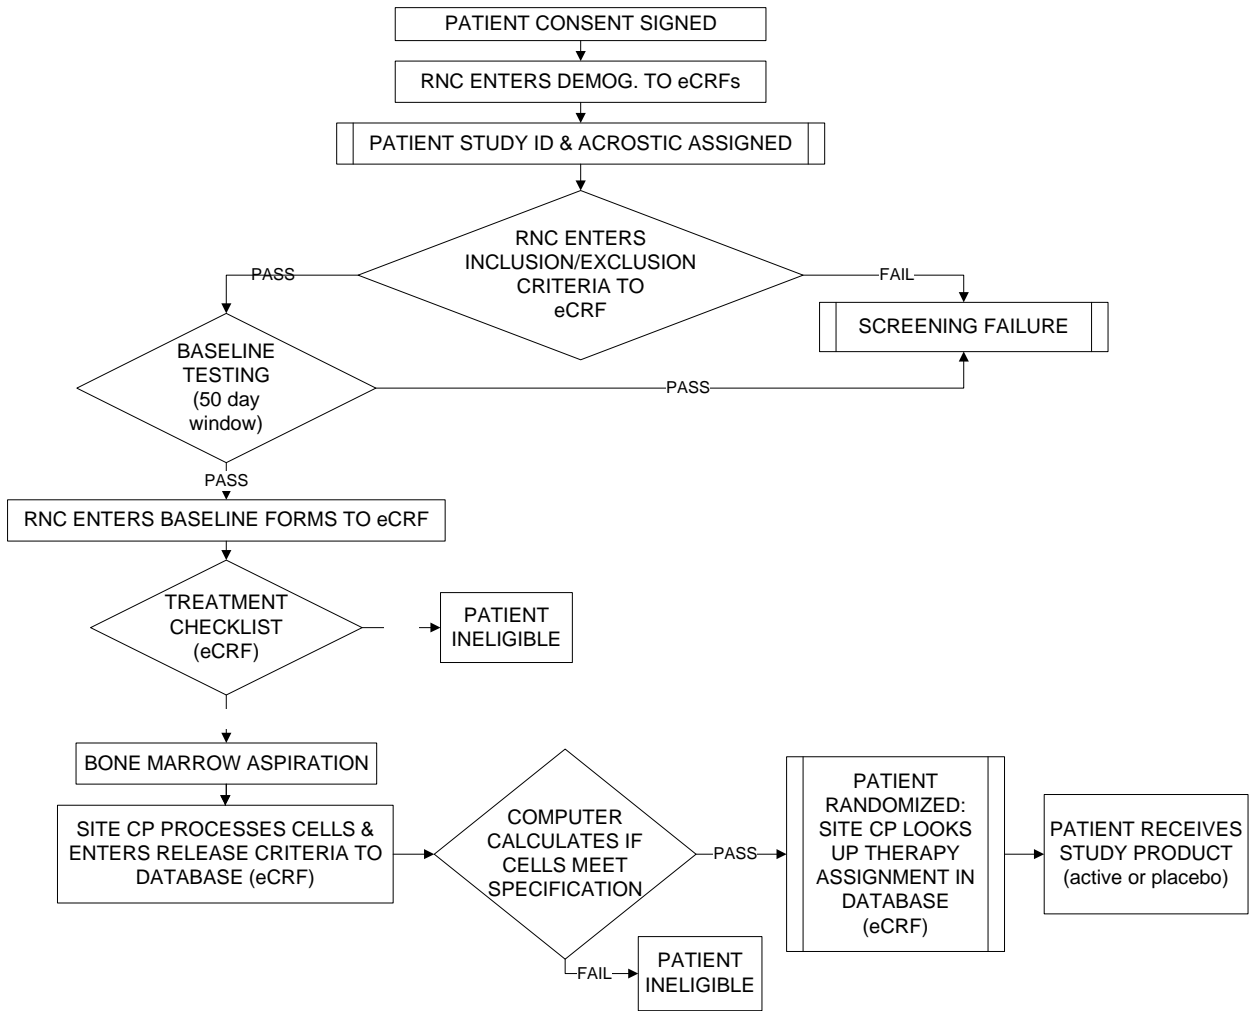 PATIENT CONSENT SIGNED
RNC ENTERS DEMOG. TO eCRFs
PATIENT STUDY ID & ACROSTIC ASSIGNED
RNC ENTERS
INCLUSION/EXCLUSION
CRITERIA TO
eCRF
PASS
FAIL
SCREENING FAILURE
BASELINE
TESTING
(50 day
window)
PASS
PASS
RNC ENTERS BASELINE FORMS TO eCRF
TREATMENT
CHECKLIST
(eCRF)
PATIENT
INELIGIBLE
BONE MARROW ASPIRATION
SITE CP PROCESSES CELLS &
ENTERS RELEASE CRITERIA TO
DATABASE (eCRF)
COMPUTER
CALCULATES IF
CELLS MEET
SPECIFICATION
PASS
FAIL
PATIENT
INELIGIBLE
PATIENT
RANDOMIZED:
SITE CP LOOKS
UP THERAPY
ASSIGNMENT IN
DATABASE
(eCRF)
PATIENT RECEIVES
STUDY PRODUCT
(active or placebo)